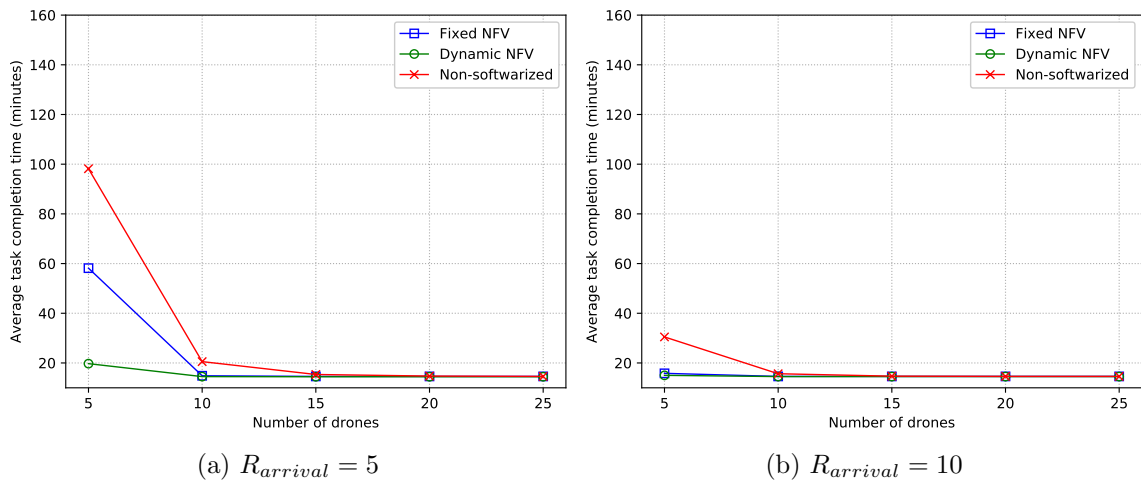 160
140
120
100
80
60
40
20
Average task completion time (minutes)
Fixed NFV
Dynamic NFV
Non-softwarized
5 10 15 20 25
Number of drones
(a) R_{arrival} = 5
160
140
120
100
80
60
40
20
Average task completion time (minutes)
Fixed NFV
Dynamic NFV
Non-softwarized
5 10 15 20 25
Number of drones
(b) R_{arrival} = 10